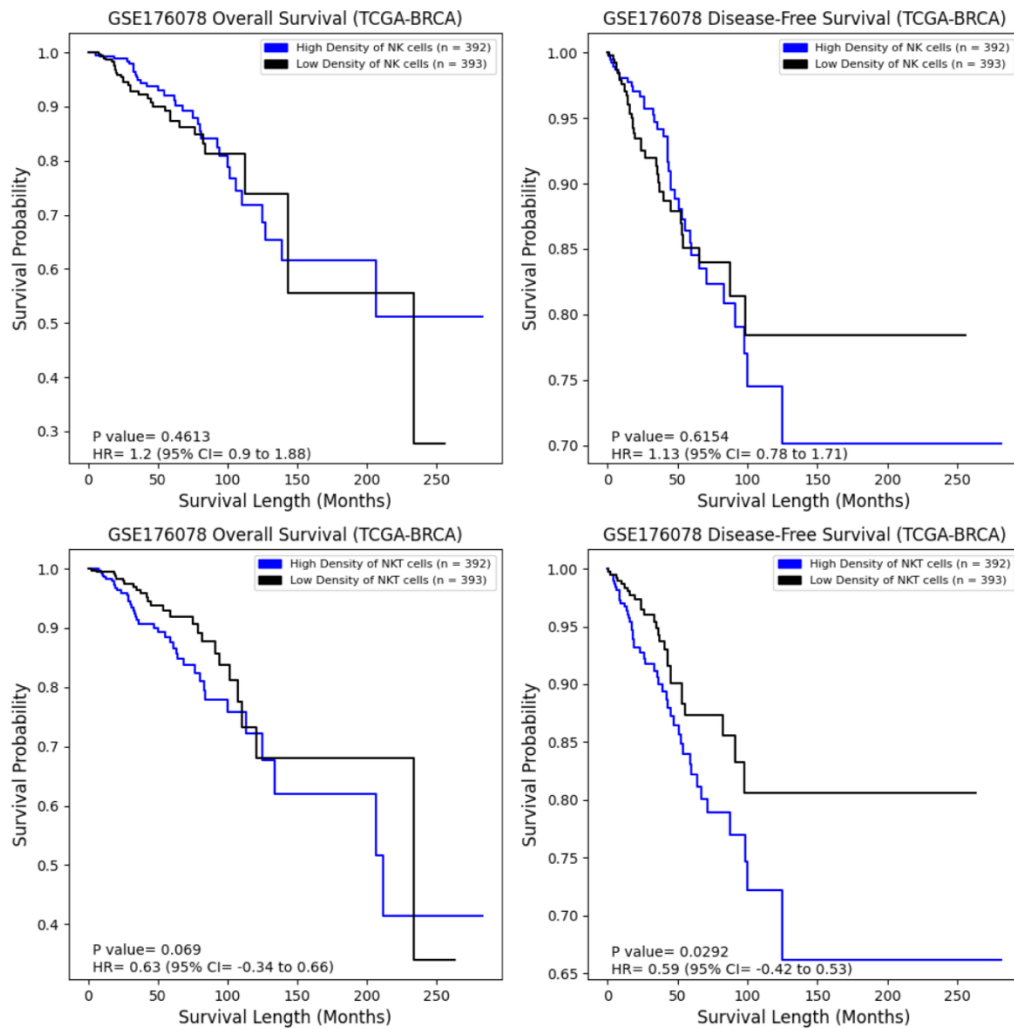 GSE176078 Overall Survival (TCGA-BRCA)
High Density of NK cells (n = 392)
Low Density of NK cells (n = 393)
Survival Probability
1.0
0.9
0.8
0.7
0.6
0.5
0.4
0.3
P value= 0.4613
HR= 1.2 (95% CI= 0.9 to 1.88)
0 50 100 150 200 250
Survival Length (Months)
GSE176078 Disease-Free Survival (TCGA-BRCA)
High Density of NK cells (n = 392)
Low Density of NK cells (n = 393)
Survival Probability
1.00
0.95
0.90
0.85
0.80
0.75
0.70
P value= 0.6154
HR= 1.13 (95% CI= 0.78 to 1.71)
0 50 100 150 200 250
Survival Length (Months)
GSE176078 Overall Survival (TCGA-BRCA)
High Density of NKT cells (n = 392)
Low Density of NKT cells (n = 393)
Survival Probability
1.0
0.9
0.8
0.7
0.6
0.5
0.4
P value= 0.069
HR= 0.63 (95% CI= -0.34 to 0.66)
0 50 100 150 200 250
Survival Length (Months)
GSE176078 Disease-Free Survival (TCGA-BRCA)
High Density of NKT cells (n = 392)
Low Density of NKT cells (n = 393)
Survival Probability
1.00
0.95
0.90
0.85
0.80
0.75
0.70
0.65
P value= 0.0292
HR= 0.59 (95% CI= -0.42 to 0.53)
0 50 100 150 200 250
Survival Length (Months)